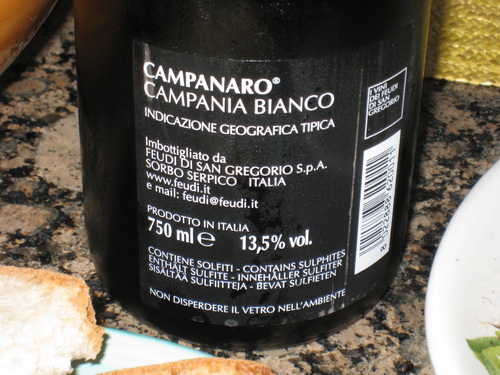 CAMPANARO®
CAMPANIA BIANCO
INDICAZIONE GEOGRAFICA TIPICA
Imbottigliato da
FEUDI DI SAN GREGORIO S.p.A.
SORBO SERPICO ITALIA
www.feudi.it
e mail: feudi@feudi.it
PRODOTTO IN ITALIA
750 ml ℮ 13,5% vol.
CONTIENE SOLFITI - CONTAINS SULPHITES
ENTHÄLT SULFITE - INNEHÅLLER SULFITER
SISÄLTÄÄ SULFIITTEJA - BEVAT SULFIETEN
NON DISPERDERE IL VETRO NELL'AMBIENTE
I VINI
DEI FEUDI
DI SAN
GREGORIO